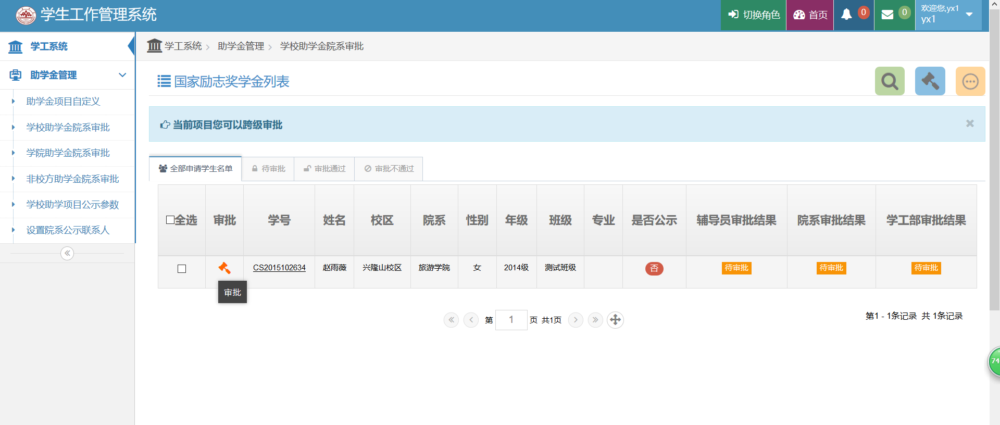 学生工作管理系统
切换角色
首页
0
0
欢迎您,yx1
yx1
学工系统
助学金管理
助学金项目自定义
学校助学金院系审批
学院助学金院系审批
非校方助学金院系审批
学校助学项目公示参数
设置院系公示联系人
学工系统 助学金管理 学校助学金院系审批
国家励志奖学金列表
当前项目您可以跨级审批
全部申请学生名单 待审批 审批通过 审批不通过
全选 审批 学号 姓名 校区 院系 性别 年级 班级 专业 是否公示 辅导员审批结果 院系审批结果 学工部审批结果
CS2015102634 赵雨薇 兴隆山校区 旅游学院 女 2014级 测试班级 否 待审批 待审批 待审批
审批
第 1 页 共1页
第1 - 1条记录 共 1条记录
74